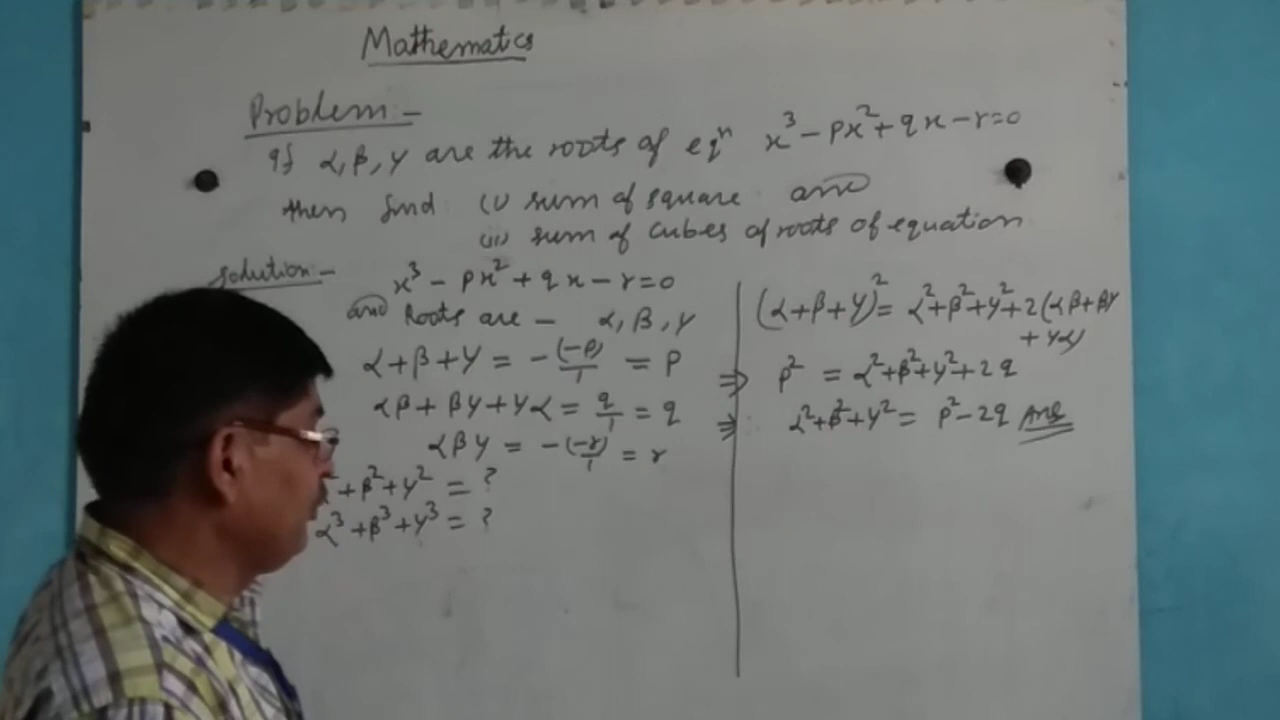 Mathematics
Problem -
If α, β, γ are the roots of eqⁿ x³ - px² + qx - r = 0
then find (i) sum of square and
(ii) sum of cubes of roots of equation
Solution -
x³ - px² + qx - r = 0
and Roots are - α, β, γ
α + β + γ = -(-p)/1 = p
αβ + βγ + γα = q/1 = q
αβγ = -(-r)/1 = r
α² + β² + γ² = ?
α³ + β³ + γ³ = ?
(α + β + γ)² = α² + β² + γ² + 2(αβ + βγ
+ γα)
⇒ p² = α² + β² + γ² + 2q
⇒ α² + β² + γ² = p² - 2q Ans